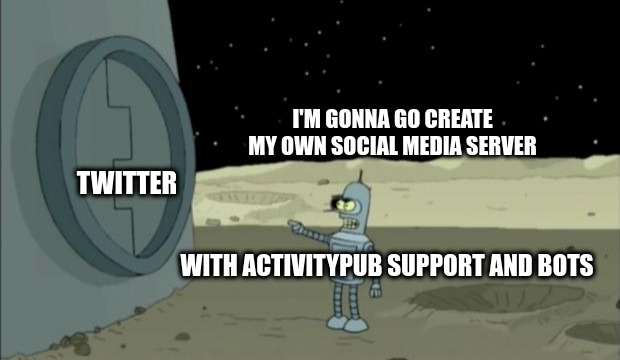 I'M GONNA GO CREATE
MY OWN SOCIAL MEDIA SERVER
TWITTER
WITH ACTIVITYPUB SUPPORT AND BOTS